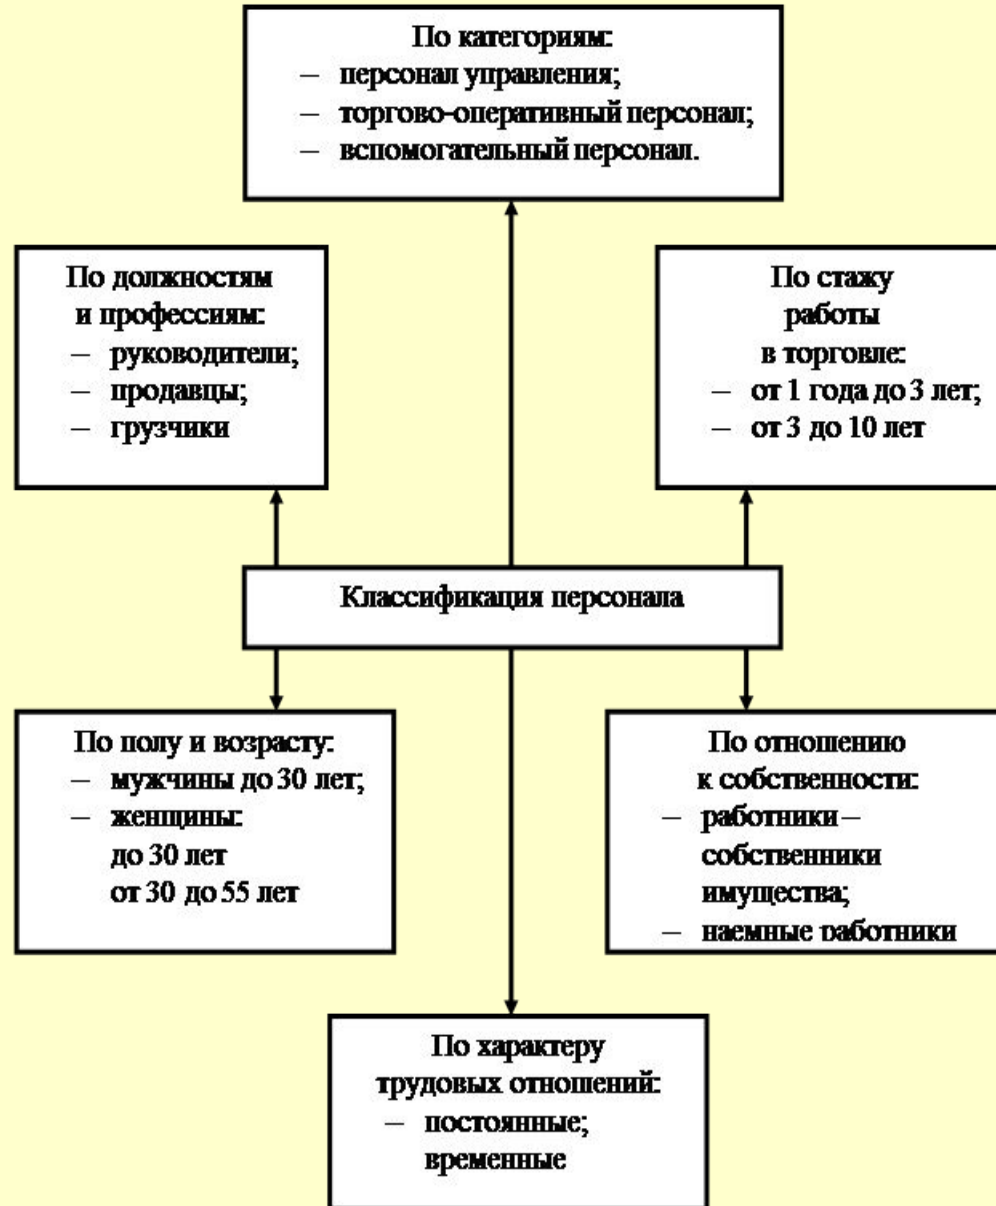 По категориям:
– персонал управления;
– торгово-оперативный персонал;
– вспомогательный персонал.
По должностям
и профессиям:
– руководители;
– продавцы;
– грузчики
По стажу
работы
в торговле:
– от 1 года до 3 лет;
– от 3 до 10 лет
Классификация персонала
По полу и возрасту:
– мужчины до 30 лет;
– женщины:
до 30 лет
от 30 до 55 лет
По отношению
к собственности:
– работники –
собственники
имущества;
– наемные работники
По характеру
трудовых отношений:
– постоянные;
временные